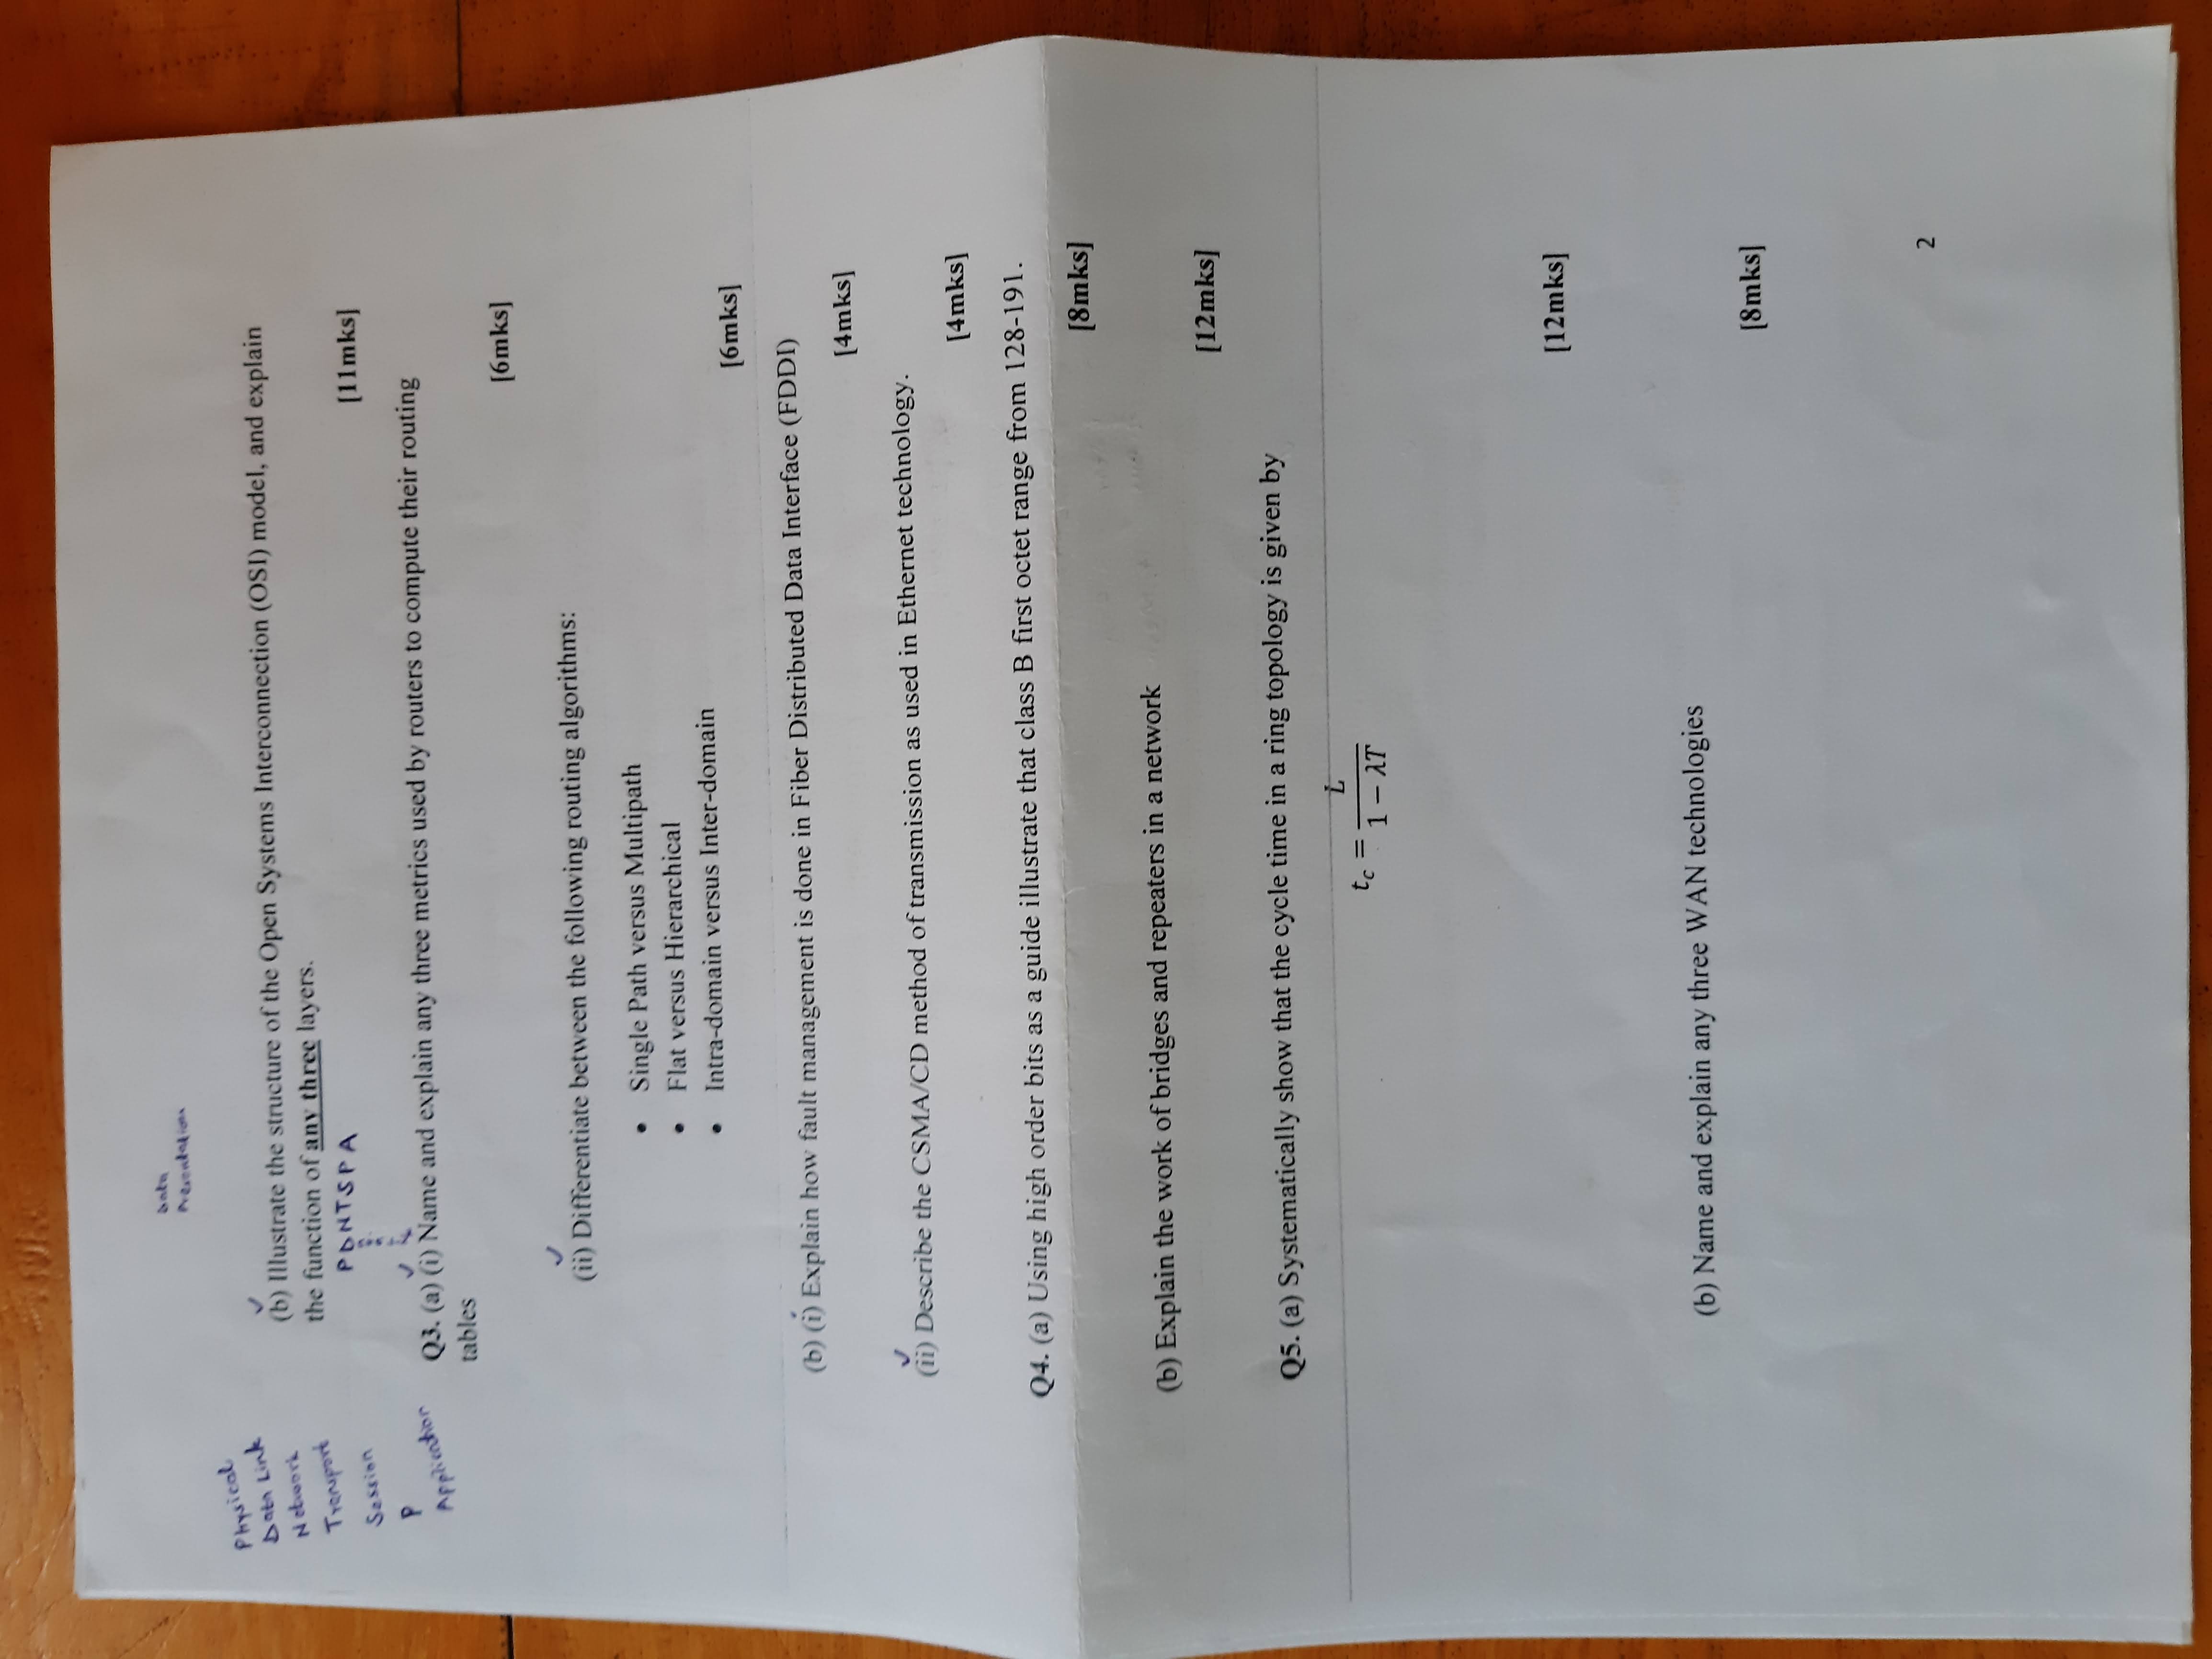 Data
Presentation
Physical
Data Link
Network
Transport
Session
P
Application
(b) Illustrate the structure of the Open Systems Interconnection (OSI) model, and explain
the function of any three layers.
PDNTSPA
[11mks]
Q3. (a) (i) Name and explain any three metrics used by routers to compute their routing
tables
[6mks]
(ii) Differentiate between the following routing algorithms:
• Single Path versus Multipath
• Flat versus Hierarchical
• Intra-domain versus Inter-domain
[6mks]
(b) (i) Explain how fault management is done in Fiber Distributed Data Interface (FDDI)
[4mks]
(ii) Describe the CSMA/CD method of transmission as used in Ethernet technology.
[4mks]
Q4. (a) Using high order bits as a guide illustrate that class B first octet range from 128-191.
[8mks]
(b) Explain the work of bridges and repeaters in a network
[12mks]
Q5. (a) Systematically show that the cycle time in a ring topology is given by
t_c = L / (1 − λT)
[12mks]
(b) Name and explain any three WAN technologies
[8mks]
2